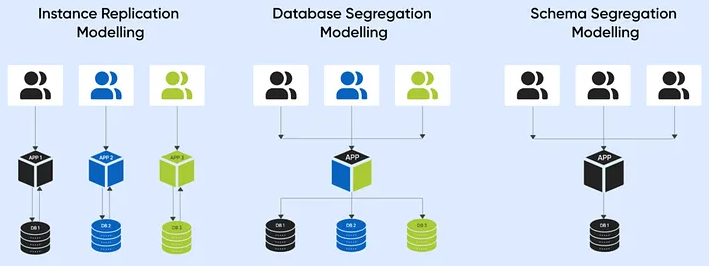 Instance Replication
Modelling
Database Segregation
Modelling
Schema Segregation
Modelling
APP 1
APP 2
APP 3
APP
APP
DB 1
DB 2
DB 3
DB 1
DB 2
DB 3
DB 1